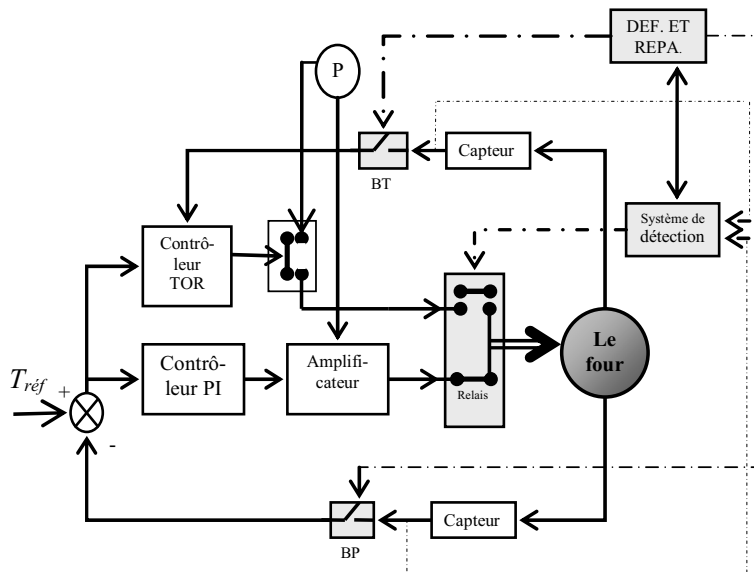 DEF. ET
REPA.
P
Capteur
BT
Système de
détection
Contrô-
leur
TOR
Le
four
Contrô-
leur PI
Amplifi-
cateur
Relais
Tréf
+
-
Capteur
BP